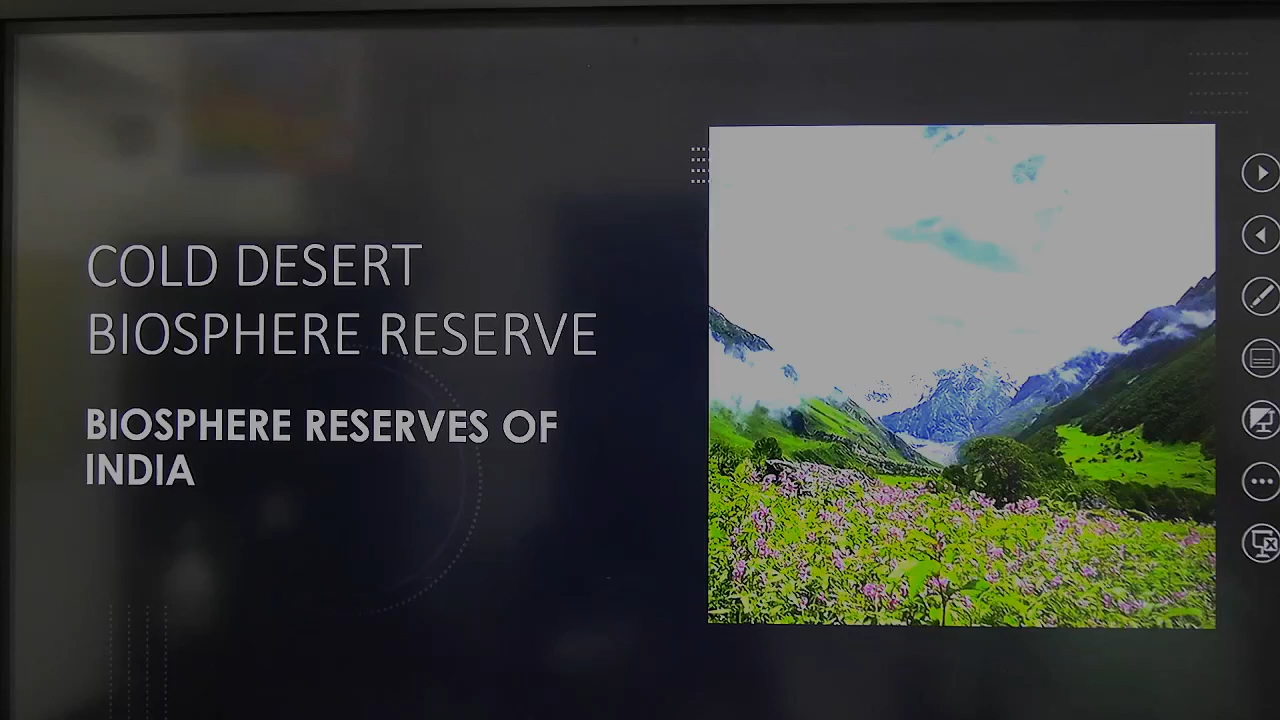 COLD DESERT
BIOSPHERE RESERVE
BIOSPHERE RESERVES OF
INDIA